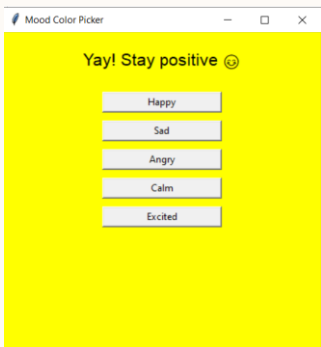 Mood Color Picker
Yay! Stay positive 😊
Happy
Sad
Angry
Calm
Excited